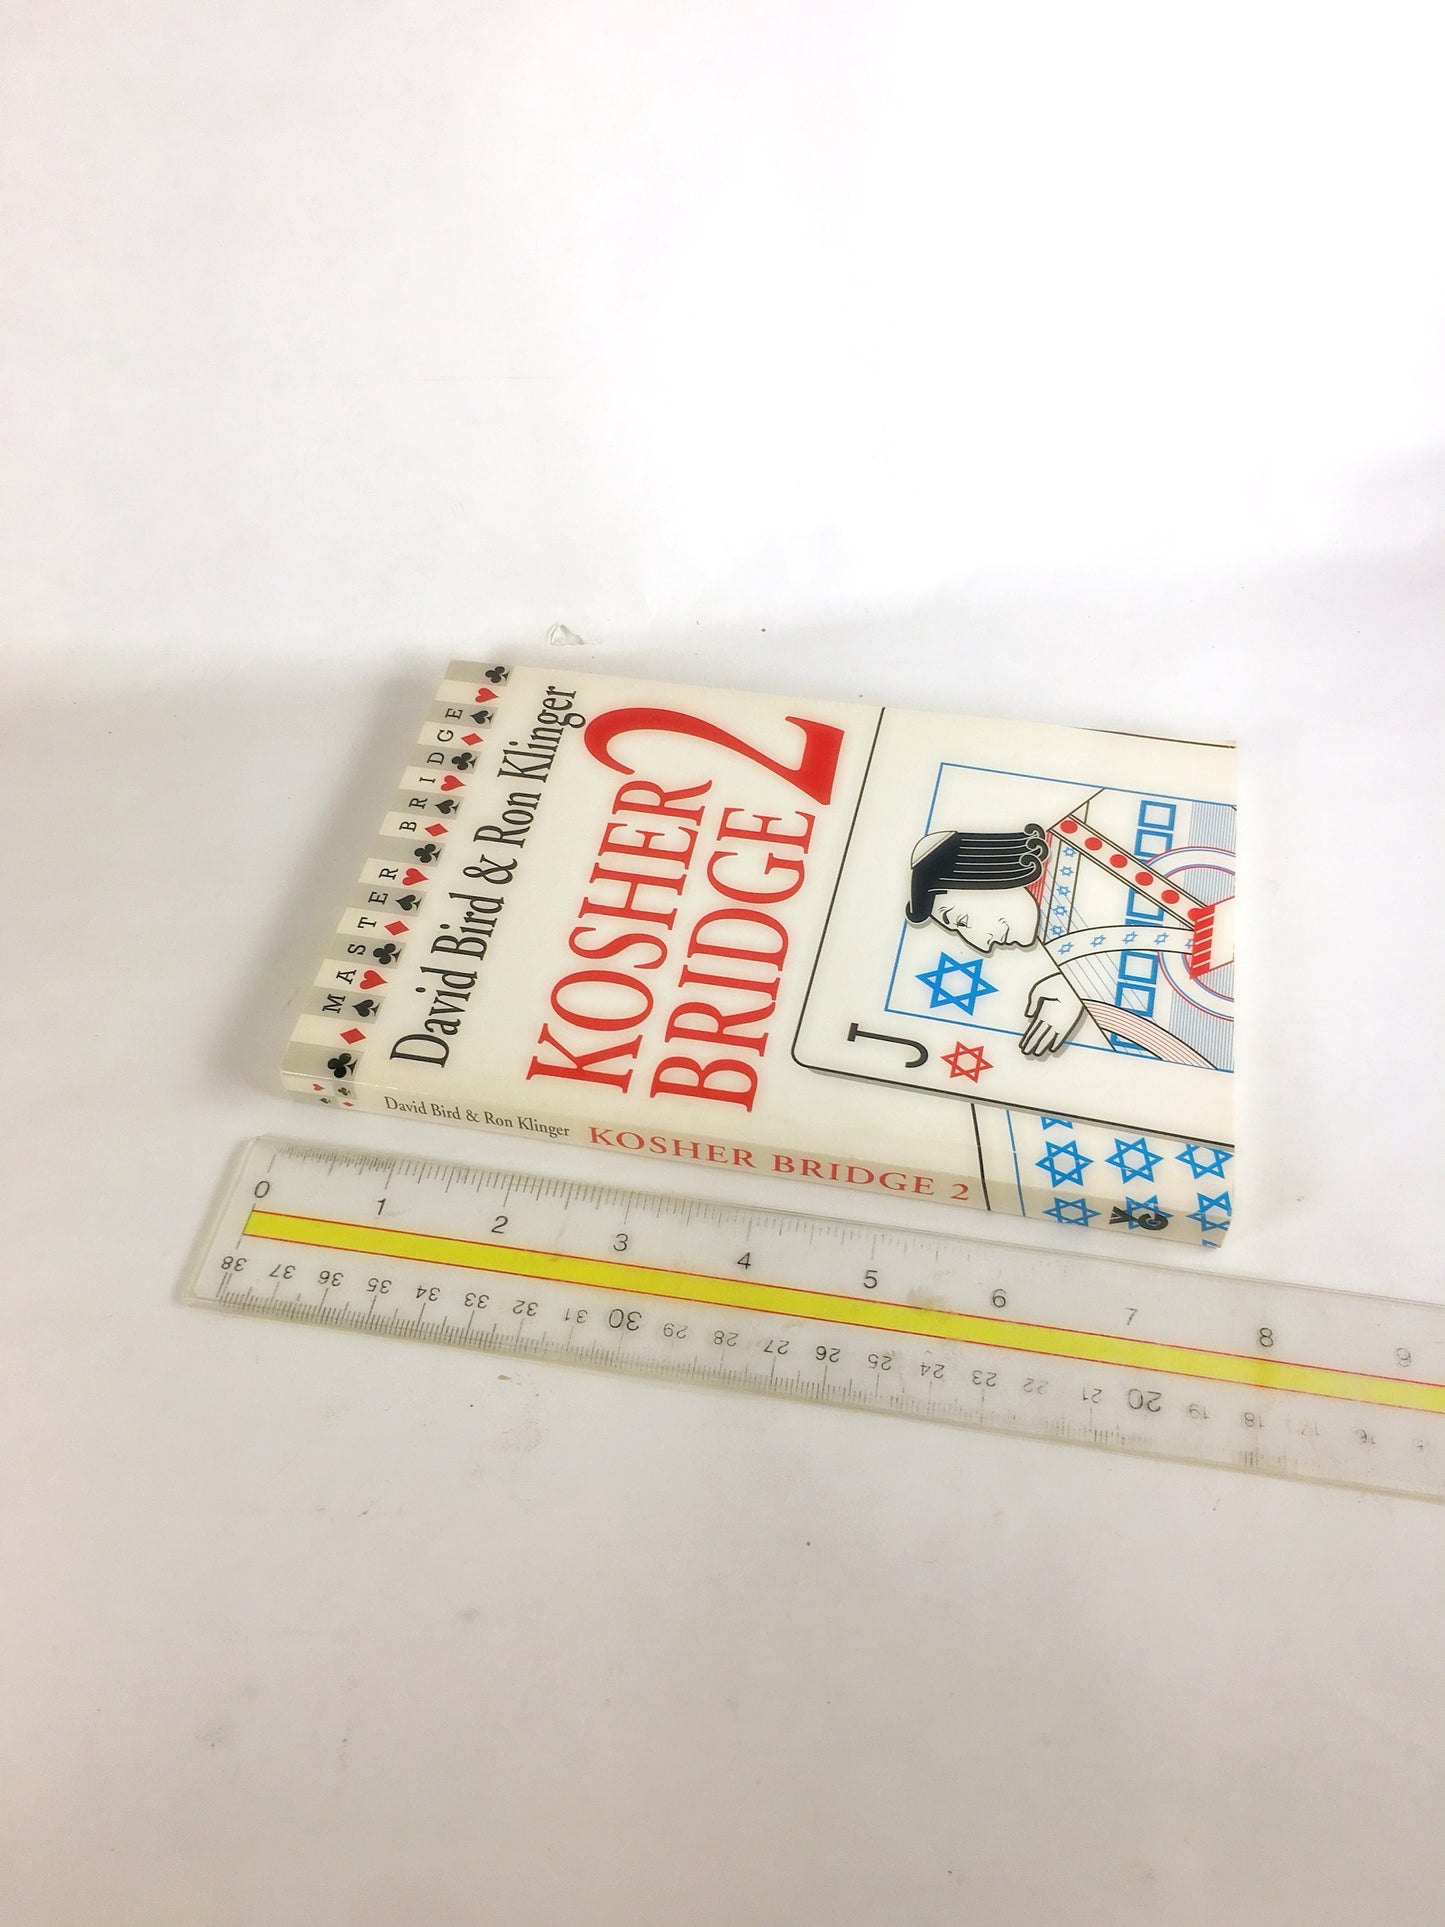 MASTER BRIDGE
David Bird & Ron Klinger
KOSHER
BRIDGE 2
J
David Bird & Ron Klinger KOSHER BRIDGE 2
0 1 2 3 4 5 6 7 8 9
38 37 36 35 34 33 32 31 30 29 28 27 26 25 24 23 22 21 20 19 18 17 16